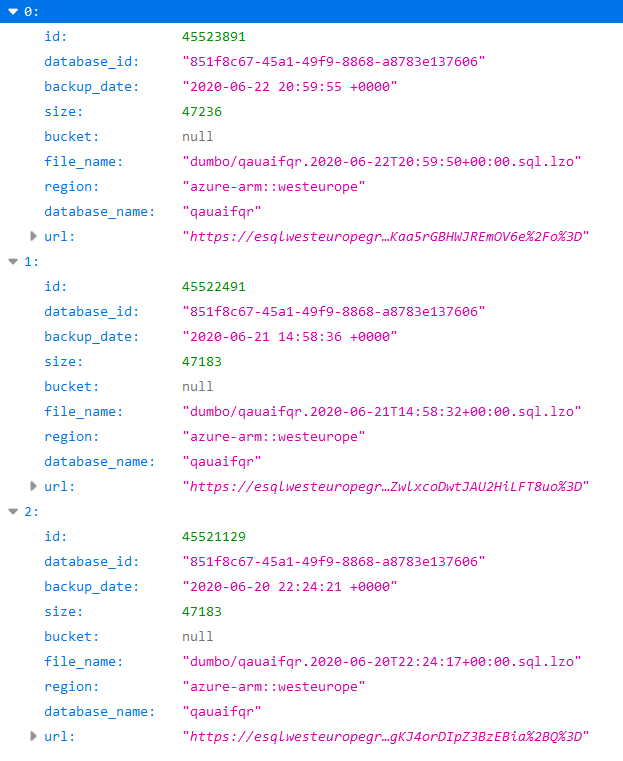 0:
id: 45523891
database_id: "851f8c67-45a1-49f9-8868-a8783e137606"
backup_date: "2020-06-22 20:59:55 +0000"
size: 47236
bucket: null
file_name: "dumbo/qauaifqr.2020-06-22T20:59:50+00:00.sql.lzo"
region: "azure-arm::westeurope"
database_name: "qauaifqr"
url: "https://esqlwesteuropegr…Kaa5rGBHWJREmOV6e%2Fo%3D"
1:
id: 45522491
database_id: "851f8c67-45a1-49f9-8868-a8783e137606"
backup_date: "2020-06-21 14:58:36 +0000"
size: 47183
bucket: null
file_name: "dumbo/qauaifqr.2020-06-21T14:58:32+00:00.sql.lzo"
region: "azure-arm::westeurope"
database_name: "qauaifqr"
url: "https://esqlwesteuropegr…ZwlxcoDwtJAU2HiLFT8uo%3D"
2:
id: 45521129
database_id: "851f8c67-45a1-49f9-8868-a8783e137606"
backup_date: "2020-06-20 22:24:21 +0000"
size: 47183
bucket: null
file_name: "dumbo/qauaifqr.2020-06-20T22:24:17+00:00.sql.lzo"
region: "azure-arm::westeurope"
database_name: "qauaifqr"
url: "https://esqlwesteuropegr…gKJ4orDIpZ3BzEBia%2BQ%3D"